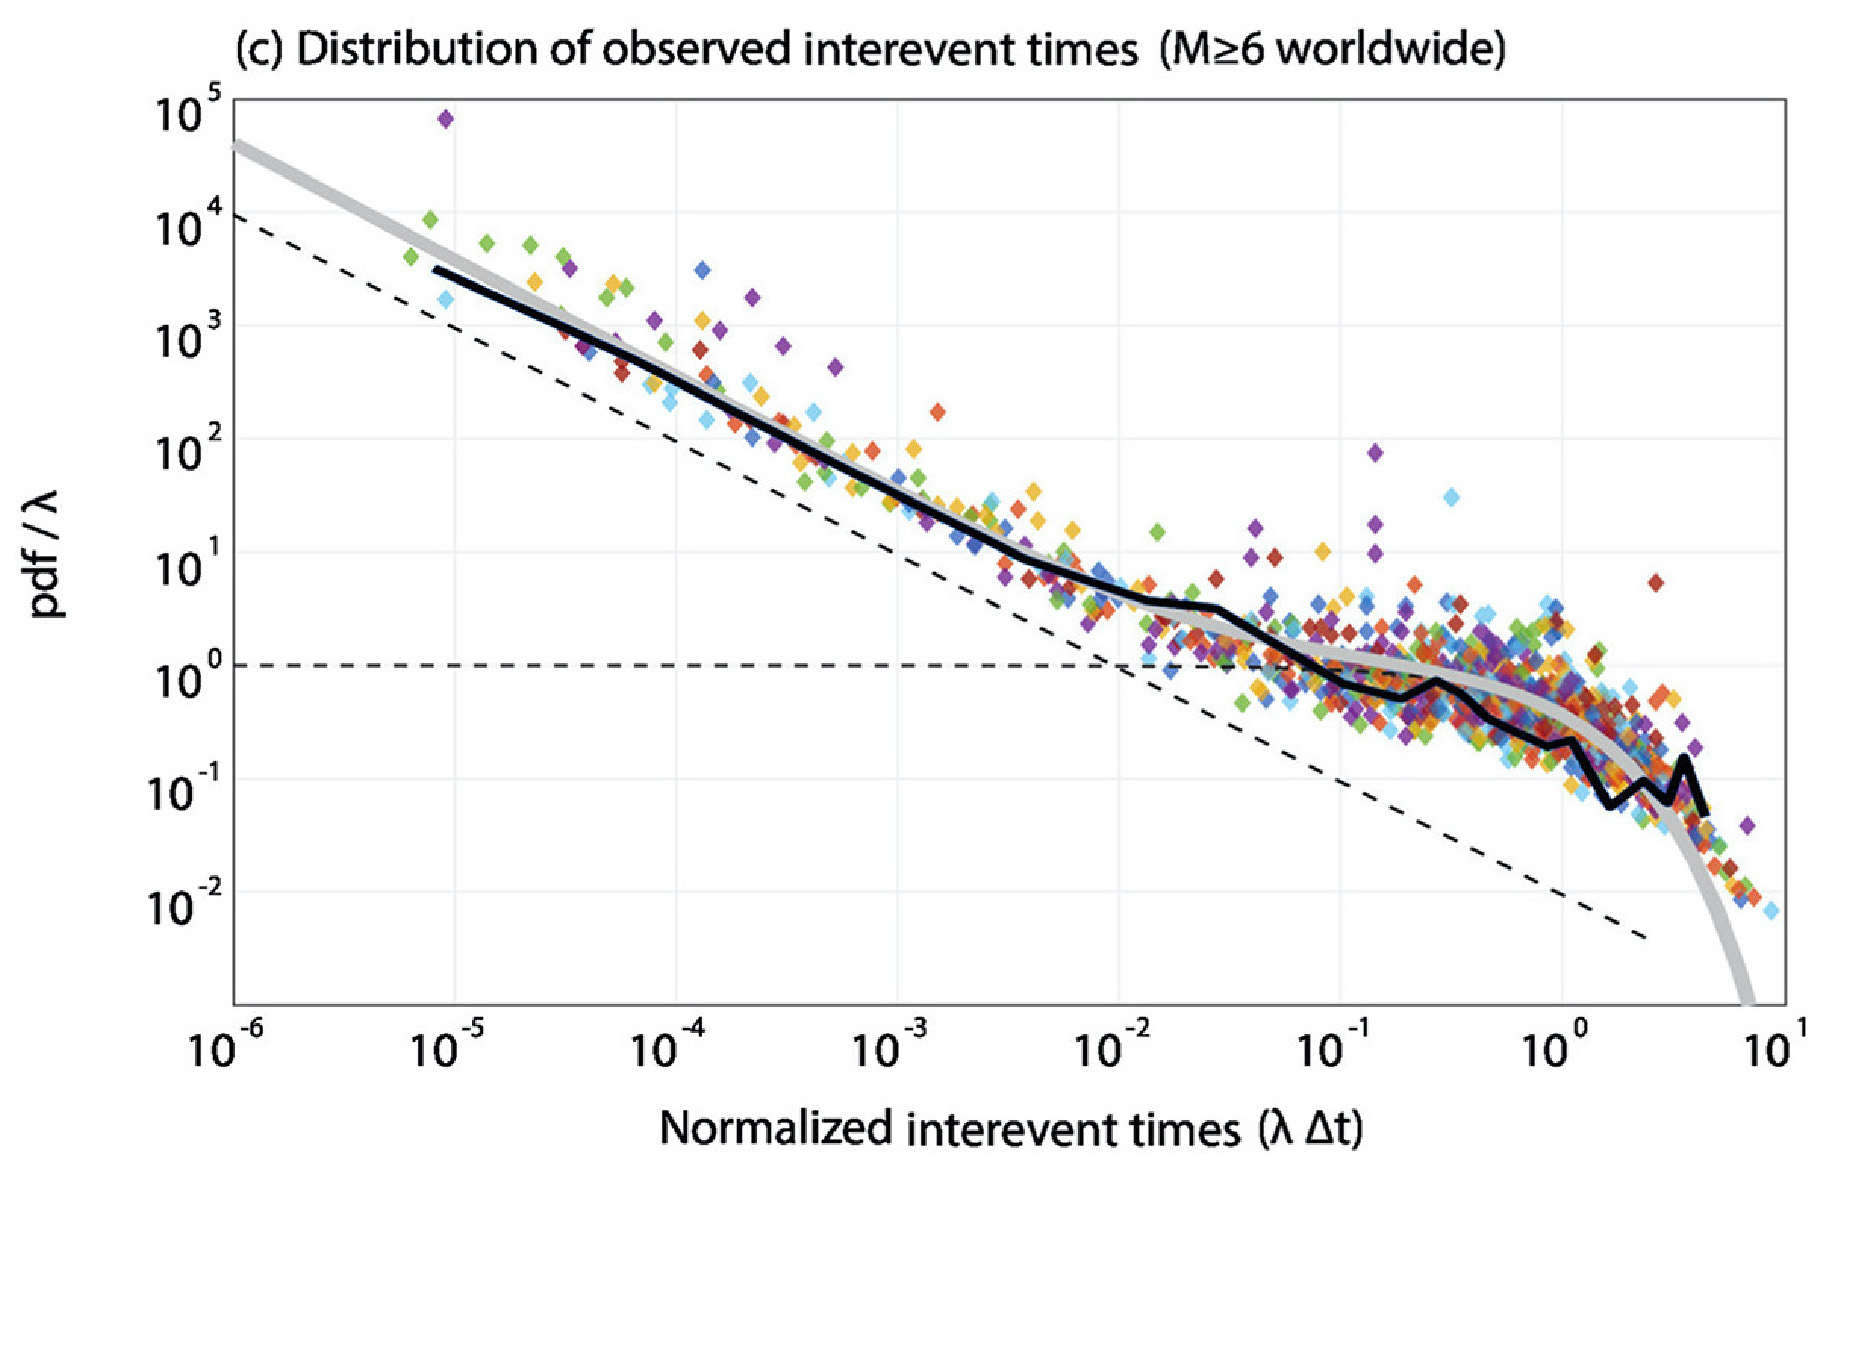 (c) Distribution of observed interevent times (M≥6 worldwide)
10^5
10^4
10^3
10^2
10^1
10^0
10^-1
10^-2
pdf / λ
10^-6 10^-5 10^-4 10^-3 10^-2 10^-1 10^0 10^1
Normalized interevent times (λ Δt)